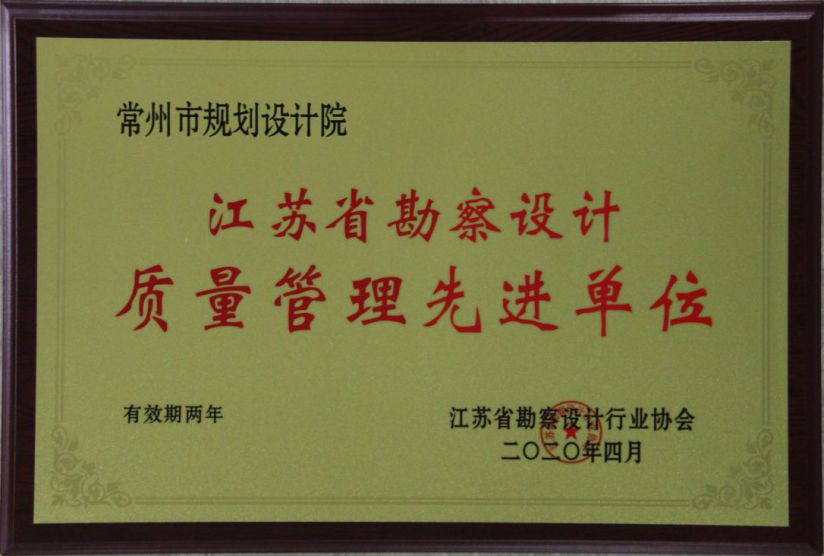 常州市规划设计院
江苏省勘察设计
质量管理先进单位
有效期两年
江苏省勘察设计行业协会
二〇二〇年四月